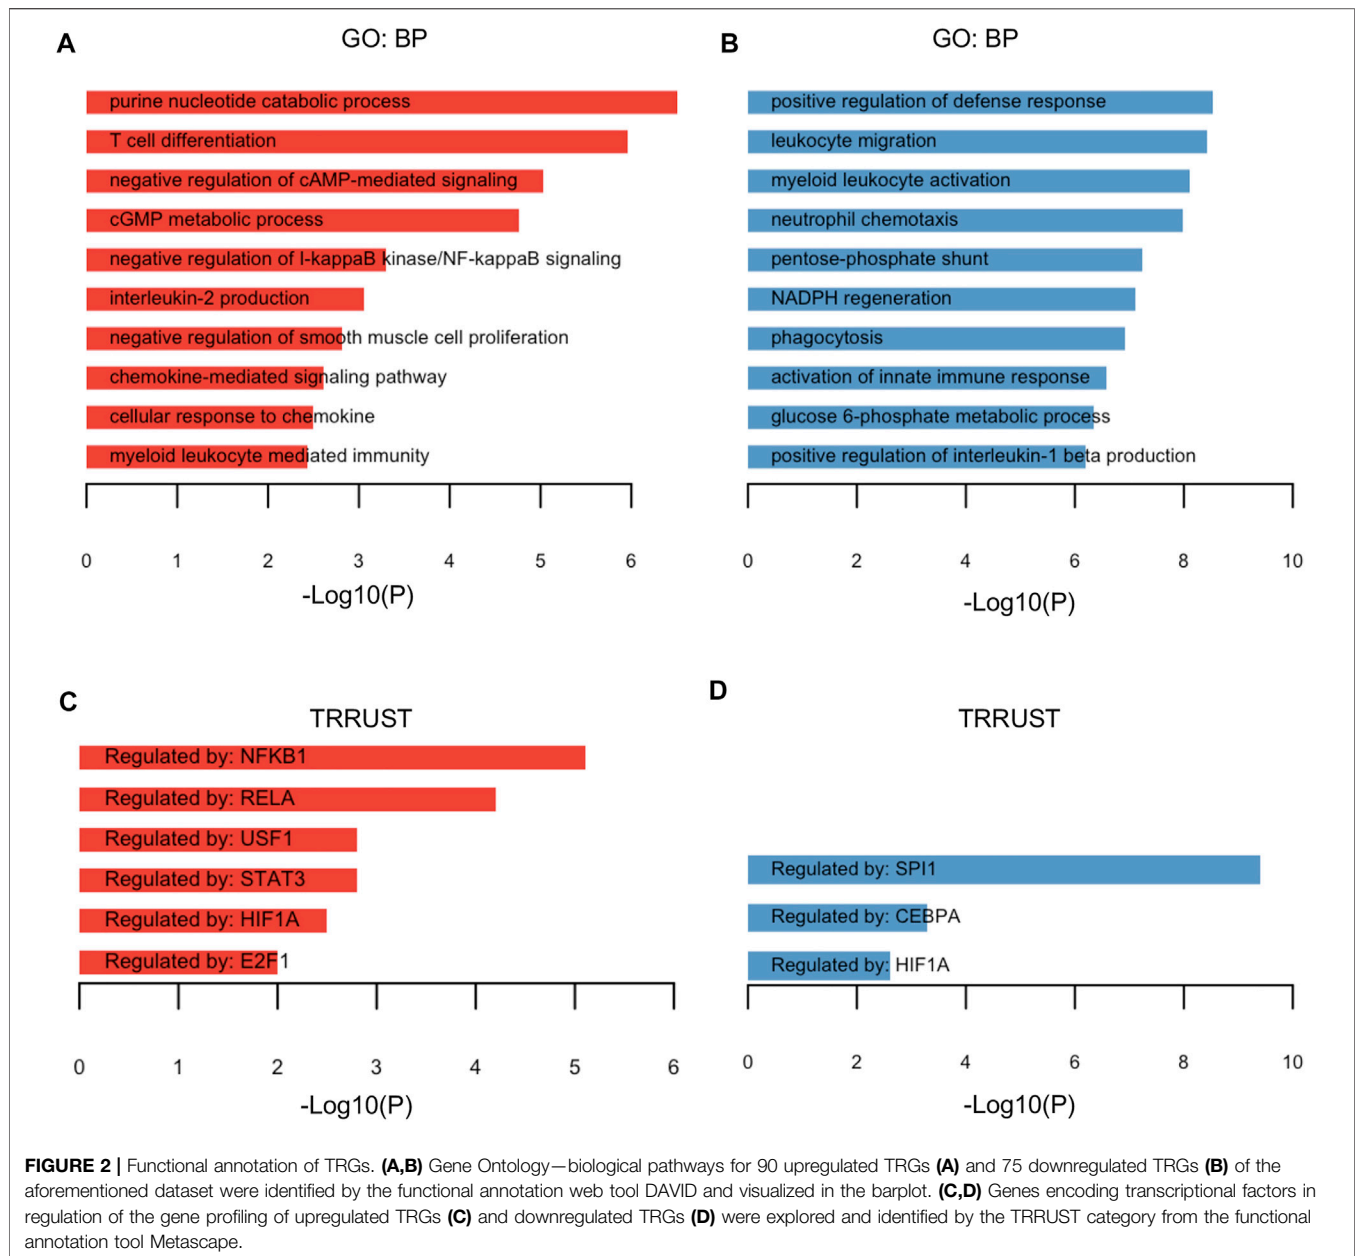 A
GO: BP
purine nucleotide catabolic process
T cell differentiation
negative regulation of cAMP-mediated signaling
cGMP metabolic process
negative regulation of I-kappaB kinase/NF-kappaB signaling
interleukin-2 production
negative regulation of smooth muscle cell proliferation
chemokine-mediated signaling pathway
cellular response to chemokine
myeloid leukocyte mediated immunity
0 1 2 3 4 5 6
-Log10(P)
B
GO: BP
positive regulation of defense response
leukocyte migration
myeloid leukocyte activation
neutrophil chemotaxis
pentose-phosphate shunt
NADPH regeneration
phagocytosis
activation of innate immune response
glucose 6-phosphate metabolic process
positive regulation of interleukin-1 beta production
0 2 4 6 8 10
-Log10(P)
C
TRRUST
Regulated by: NFKB1
Regulated by: RELA
Regulated by: USF1
Regulated by: STAT3
Regulated by: HIF1A
Regulated by: E2F1
0 1 2 3 4 5 6
-Log10(P)
D
TRRUST
Regulated by: SPI1
Regulated by: CEBPA
Regulated by: HIF1A
0 2 4 6 8 10
-Log10(P)
FIGURE 2 | Functional annotation of TRGs. (A,B) Gene Ontology—biological pathways for 90 upregulated TRGs (A) and 75 downregulated TRGs (B) of the
aforementioned dataset were identified by the functional annotation web tool DAVID and visualized in the barplot. (C,D) Genes encoding transcriptional factors in
regulation of the gene profiling of upregulated TRGs (C) and downregulated TRGs (D) were explored and identified by the TRRUST category from the functional
annotation tool Metascape.